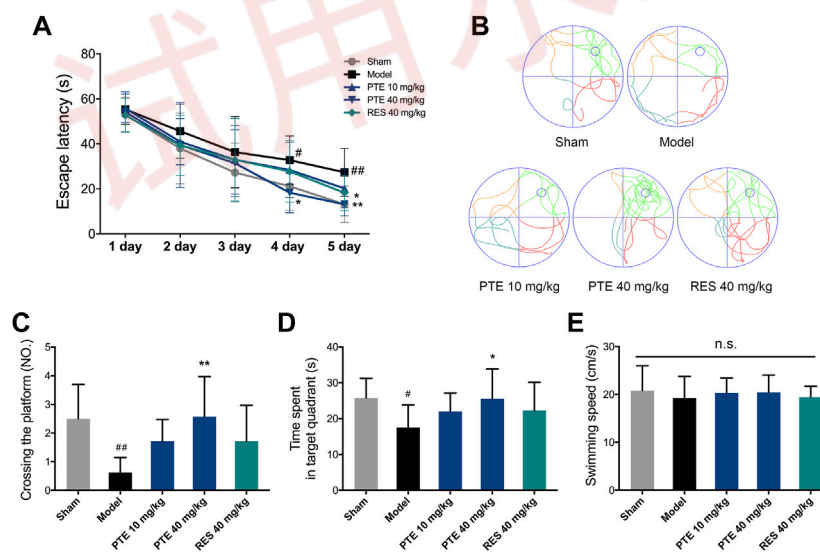 试用水
A
Escape latency (s)
80
60
40
20
0
1 day
2 day
3 day
4 day
5 day
Sham
Model
PTE 10 mg/kg
PTE 40 mg/kg
RES 40 mg/kg
#
*
##
*
**
B
Sham
Model
PTE 10 mg/kg
PTE 40 mg/kg
RES 40 mg/kg
C
Crossing the platform (NO.)
5
4
3
2
1
0
##
**
Sham
Model
PTE 10 mg/kg
PTE 40 mg/kg
RES 40 mg/kg
D
Time spent
in target quadrant (s)
40
30
20
10
0
#
*
Sham
Model
PTE 10 mg/kg
PTE 40 mg/kg
RES 40 mg/kg
E
Swimming speed (cm/s)
30
20
10
0
n.s.
Sham
Model
PTE 10 mg/kg
PTE 40 mg/kg
RES 40 mg/kg